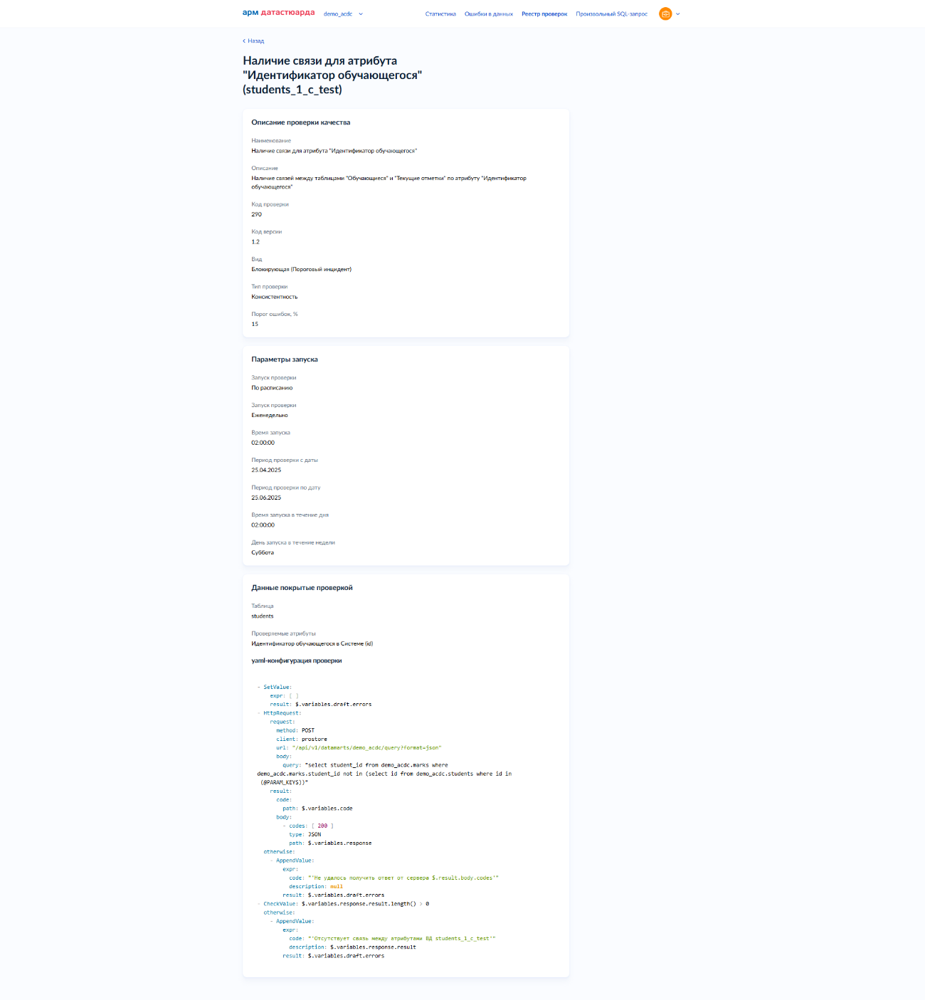 арм датастюарда demo_acdc Статистика Ошибки в данных Реестр проверок Произвольный SQL-запрос
Назад
Наличие связи для атрибута
"Идентификатор обучающегося"
(students_1_c_test)
Описание проверки качества
Наименование
Наличие связи для атрибута "Идентификатор обучающегося"
Описание
Наличие связей между таблицами "Обучающиеся" и "Текущие отметки" по атрибуту "Идентификатор
обучающегося"
Код проверки
290
Код версии
1.2
Вид
Блокирующая (Пороговый инцидент)
Тип проверки
Консистентность
Порог ошибок, %
15
Параметры запуска
Запуск проверки
По расписанию
Запуск проверки
Еженедельно
Время запуска
02:00:00
Период проверки с даты
25.04.2025
Период проверки по дату
25.06.2025
Время запуска в течение дня
02:00:00
День запуска в течение недели
Суббота
Данные покрытые проверкой
Таблица
students
Проверяемые атрибуты
Идентификатор обучающегося в Системе (id)
yaml-конфигурация проверки
- SetValue:
expr: [ ]
result: $.variables.draft.errors
- HttpRequest:
request:
method: POST
client: prostore
url: "/api/v1/datamarts/demo_acdc/query?format=json"
body:
query: "select student_id from demo_acdc.marks where
demo_acdc.marks.student_id not in (select id from demo_acdc.students where id in
(@PARAM_KEYS))"
result:
code:
path: $.variables.code
body:
- codes: [ 200 ]
type: JSON
path: $.variables.response
otherwise:
- AppendValue:
expr:
code: "'Не удалось получить ответ от сервера $.result.body.codes'"
description: null
result: $.variables.draft.errors
- CheckValue: $.variables.response.result.length() > 0
otherwise:
- AppendValue:
expr:
code: "'Отсутствует связь между атрибутами ВД students_1_c_test'"
description: $.variables.response.result
result: $.variables.draft.errors